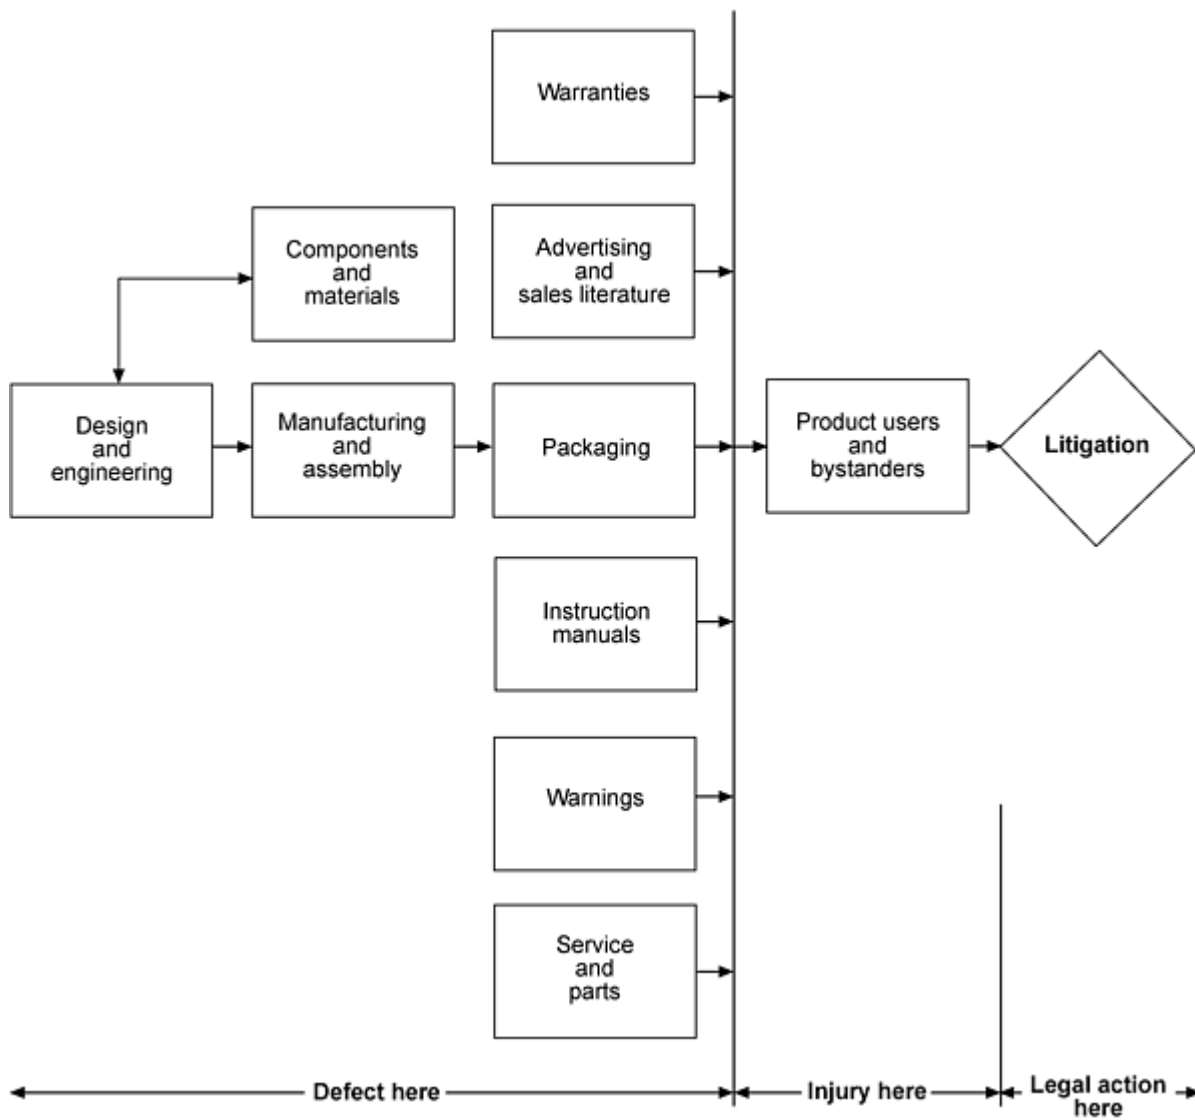 Warranties
Components
and
materials
Advertising
and
sales literature
Design
and
engineering
Manufacturing
and
assembly
Packaging
Product users
and
bystanders
Litigation
Instruction
manuals
Warnings
Service
and
parts
Defect here
Injury here
Legal action
here